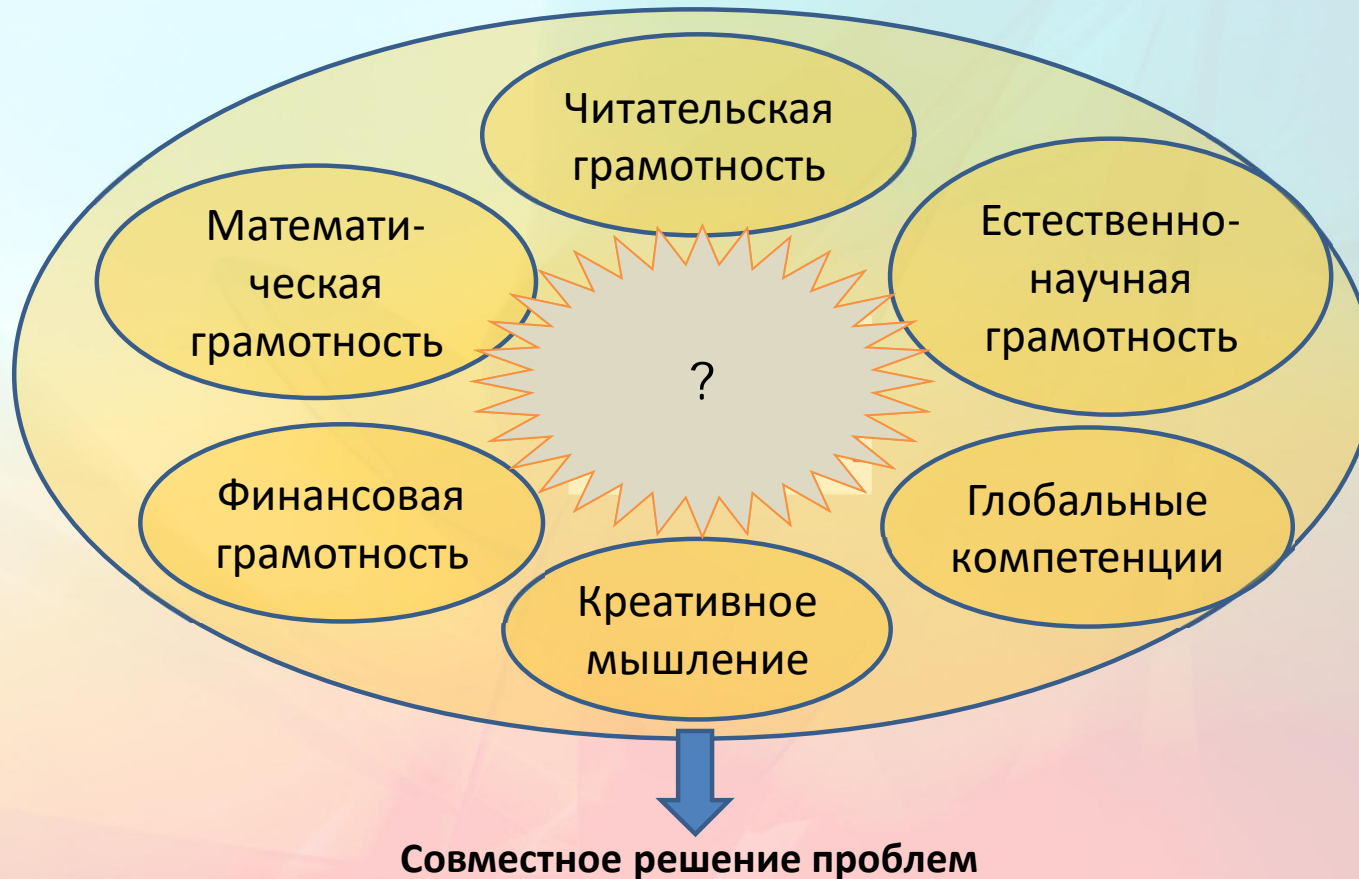 Читательская
грамотность
Математи-
ческая
грамотность
Естественно-
научная
грамотность
?
Финансовая
грамотность
Глобальные
компетенции
Креативное
мышление
Совместное решение проблем